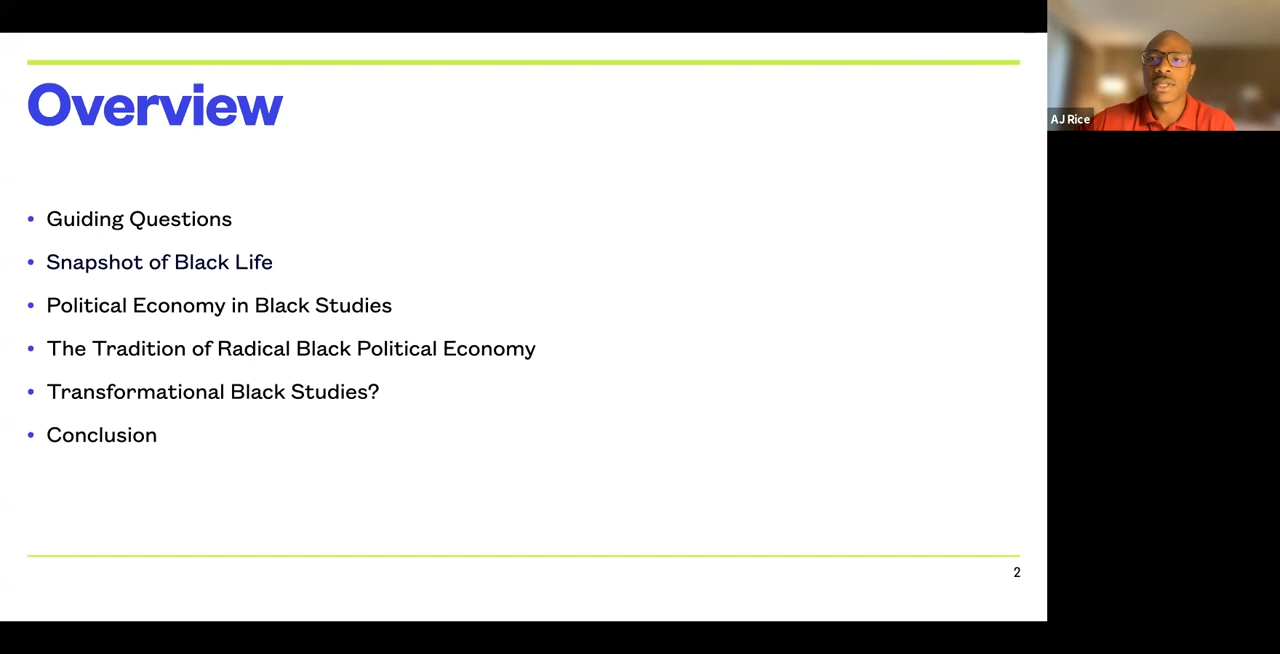 Overview
• Guiding Questions
• Snapshot of Black Life
• Political Economy in Black Studies
• The Tradition of Radical Black Political Economy
• Transformational Black Studies?
• Conclusion
2
AJ Rice